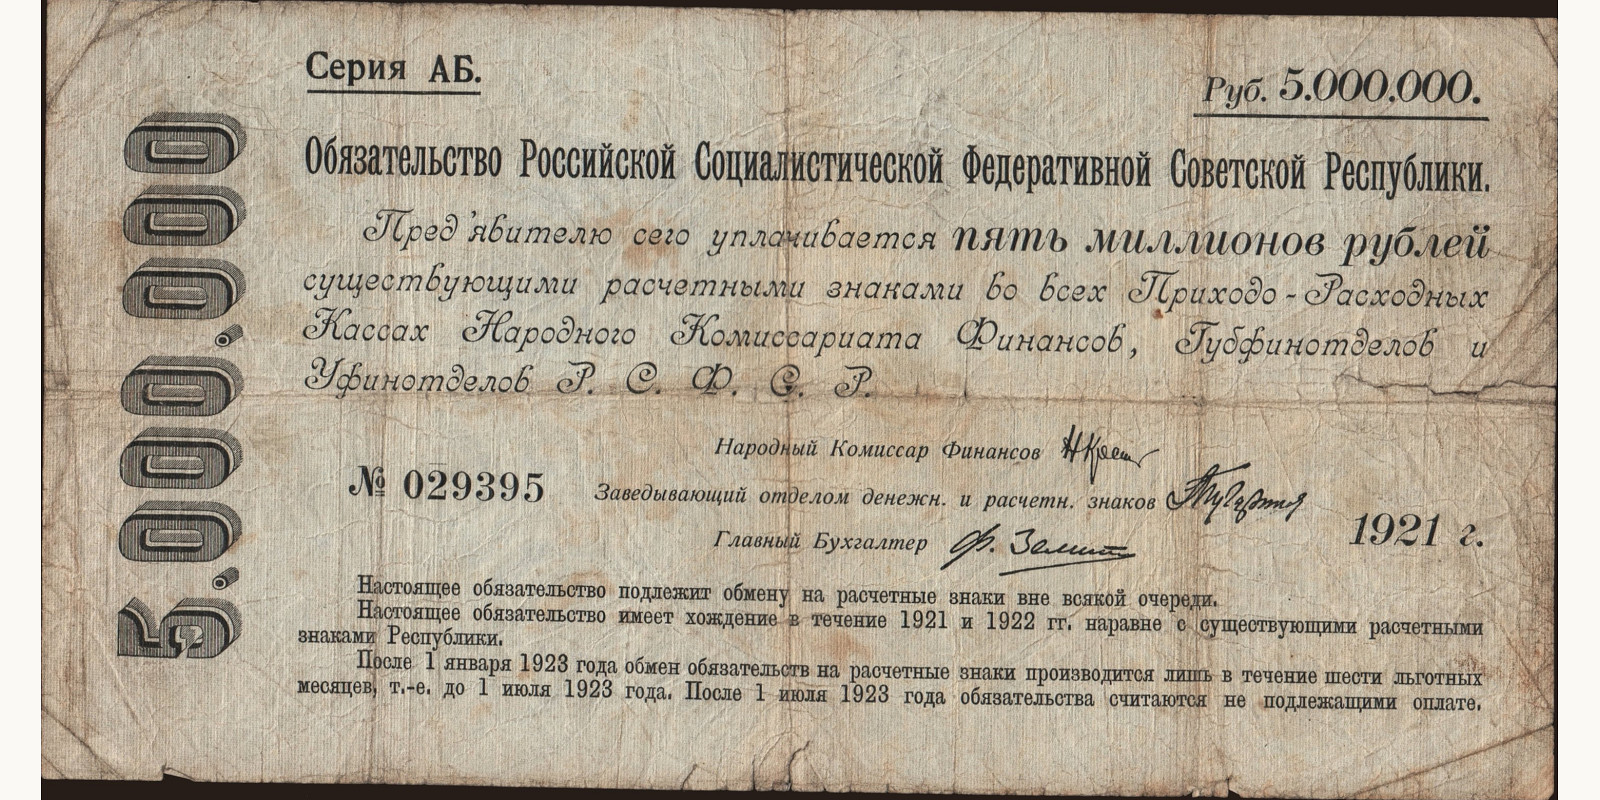 Серия АБ.
Руб. 5.000.000.
5.000.000
Обязательство Российской Социалистической Федеративной Советской Республики.
Пред'явителю сего уплачивается пять миллионов рублей
существующими расчетными знаками во всех Приходо-Расходных
Кассах Народного Комиссариата Финансов, Губфинотделов и
Уфинотделов Р. С. Ф. С. Р.
Народный Комиссар Финансов
№ 029395
Заведывающий отделом денежн. и расчетн. знаков
1921 г.
Главный Бухгалтер
Настоящее обязательство подлежит обмену на расчетные знаки вне всякой очереди.
Настоящее обязательство имеет хождение в течение 1921 и 1922 гг. наравне с существующими расчетными
знаками Республики.
После 1 января 1923 года обмен обязательств на расчетные знаки производится лишь в течение шести льготных
месяцев, т.-е. до 1 июля 1923 года. После 1 июля 1923 года обязательства считаются не подлежащими оплате.